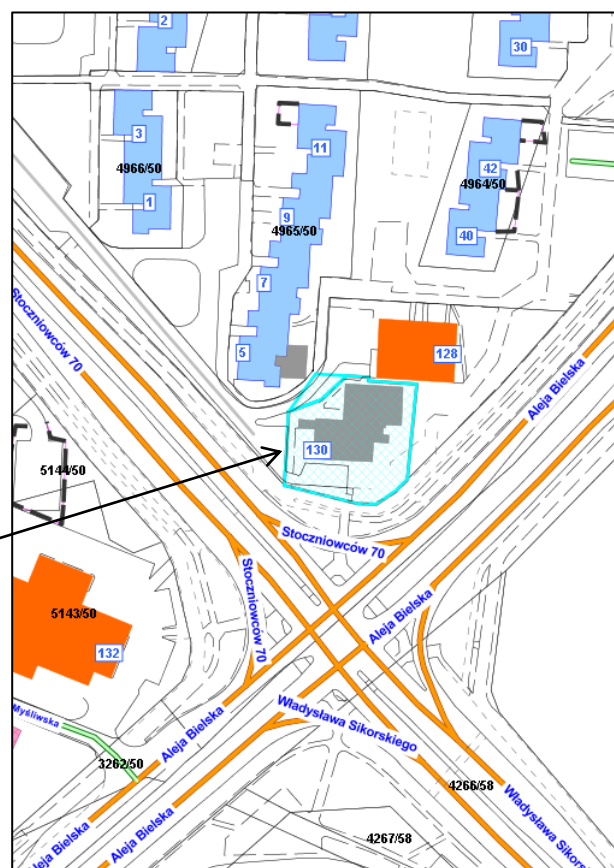 2
30
3
11
4966/50
42
4964/50
1
9
4965/50
40
7
Stoczniowców 70
5
128
Aleja Bielska
130
5144/50
Stoczniowców 70
Stoczniowców 70
5143/50
Aleja Bielska
132
Władysława Sikorskiego
Myśliwska
Aleja Bielska
3262/50
4266/58
Władysława Sikorskiego
Aleja Bielska
Aleja Bielska
4267/58